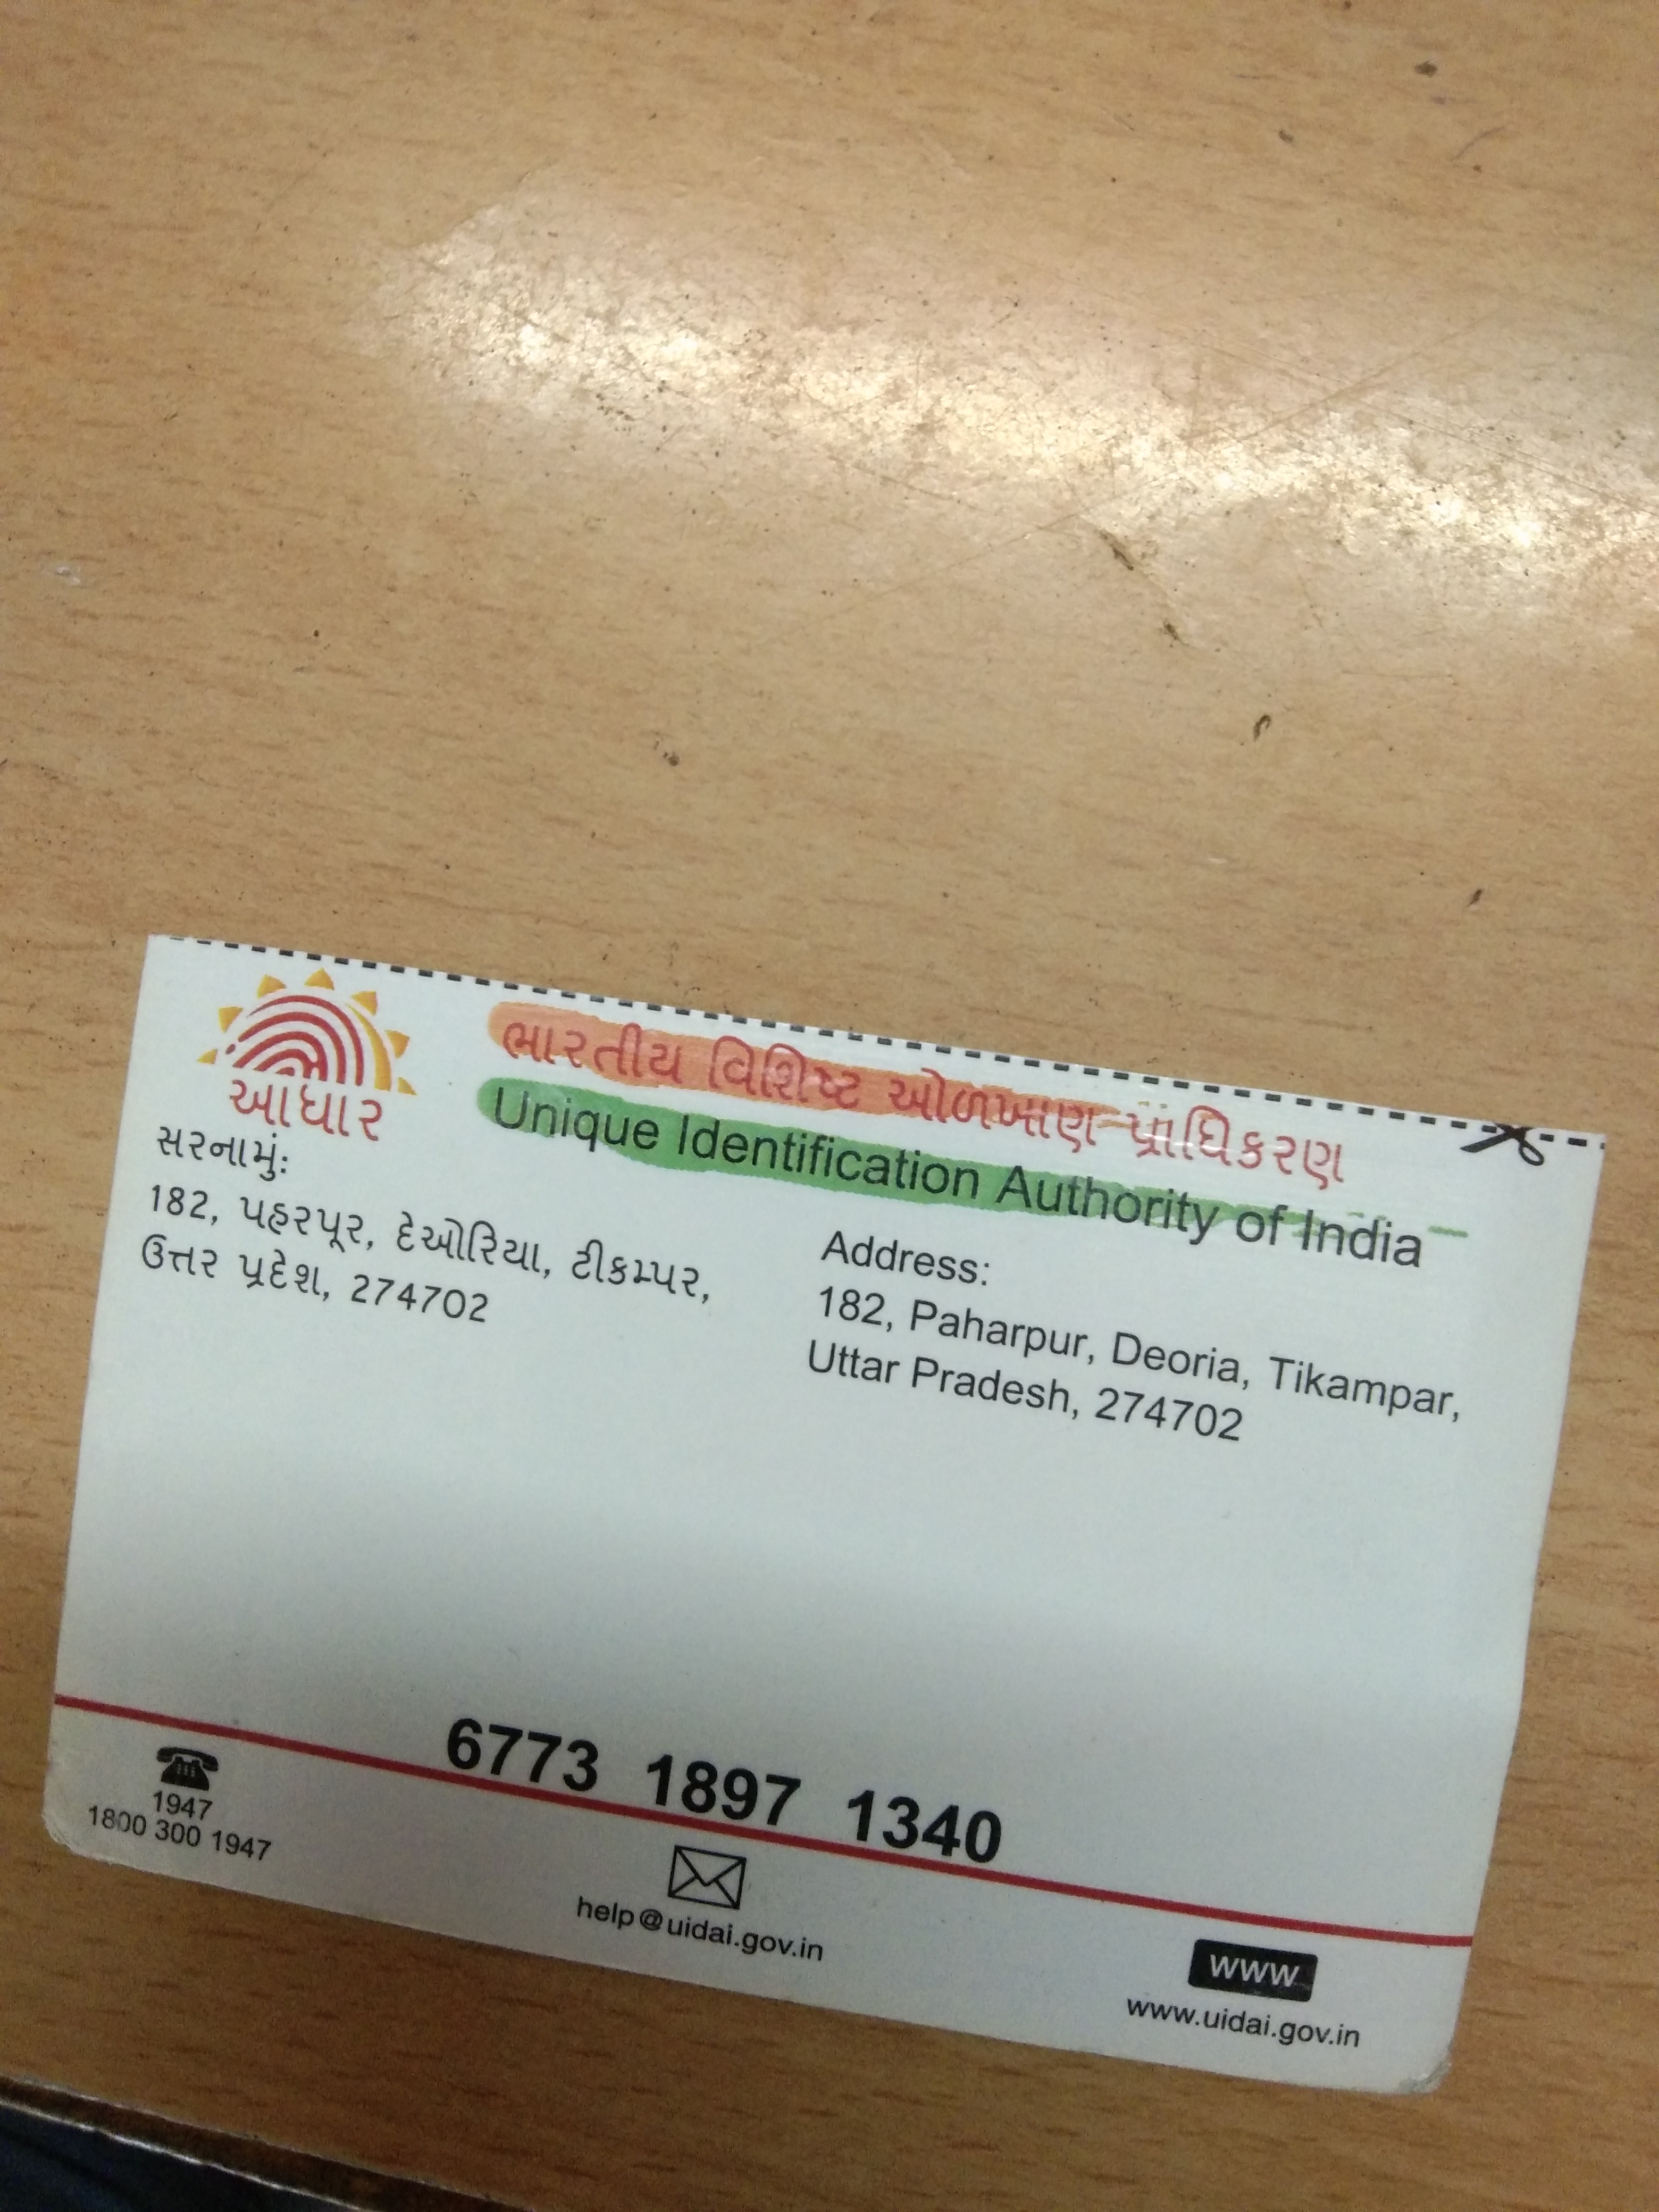 ભારતીય વિશિષ્ટ ઓળખાણ પ્રાધિકરણ
Unique Identification Authority of India
આધાર
સરનામું:
182, પહરપૂર, દેઓરિયા, ટીકમ્પર,
ઉત્તર પ્રદેશ, 274702
Address:
182, Paharpur, Deoria, Tikampar,
Uttar Pradesh, 274702
6773 1897 1340
1947
1800 300 1947
help@uidai.gov.in
www
www.uidai.gov.in